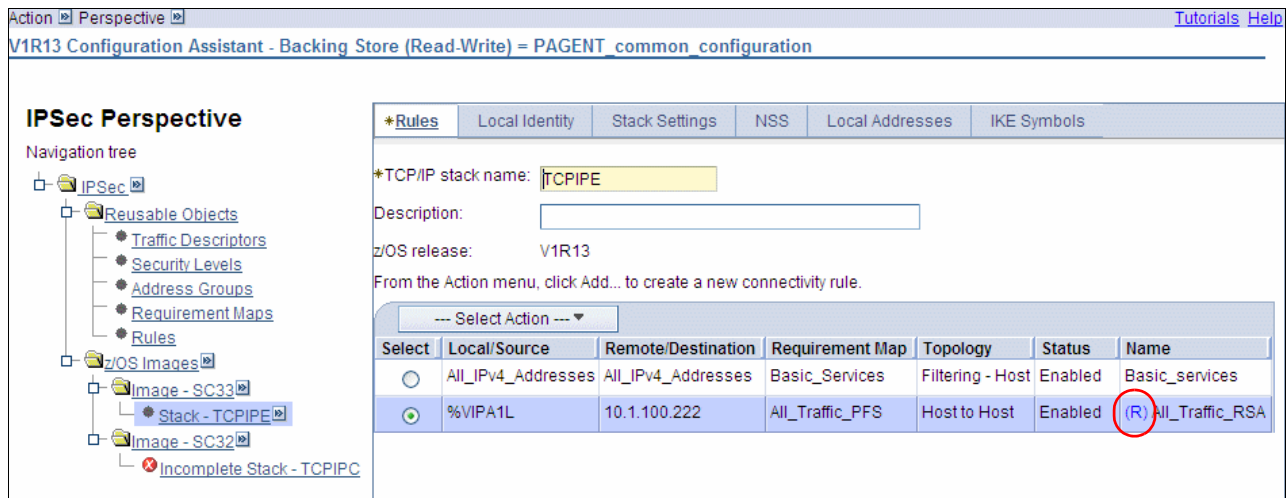 Action Perspective Tutorials Help
V1R13 Configuration Assistant - Backing Store (Read-Write) = PAGENT_common_configuration
IPSec Perspective
Navigation tree
IPSec
Reusable Objects
Traffic Descriptors
Security Levels
Address Groups
Requirement Maps
Rules
z/OS Images
Image - SC33
Stack - TCPIPE
Image - SC32
Incomplete Stack - TCPIPC
*Rules Local Identity Stack Settings NSS Local Addresses IKE Symbols
*TCP/IP stack name: TCPIPE
Description:
z/OS release: V1R13
From the Action menu, click Add... to create a new connectivity rule.
--- Select Action ---
Select Local/Source Remote/Destination Requirement Map Topology Status Name
All_IPv4_Addresses All_IPv4_Addresses Basic_Services Filtering - Host Enabled Basic_services
%VIPA1L 10.1.100.222 All_Traffic_PFS Host to Host Enabled (R) All_Traffic_RSA